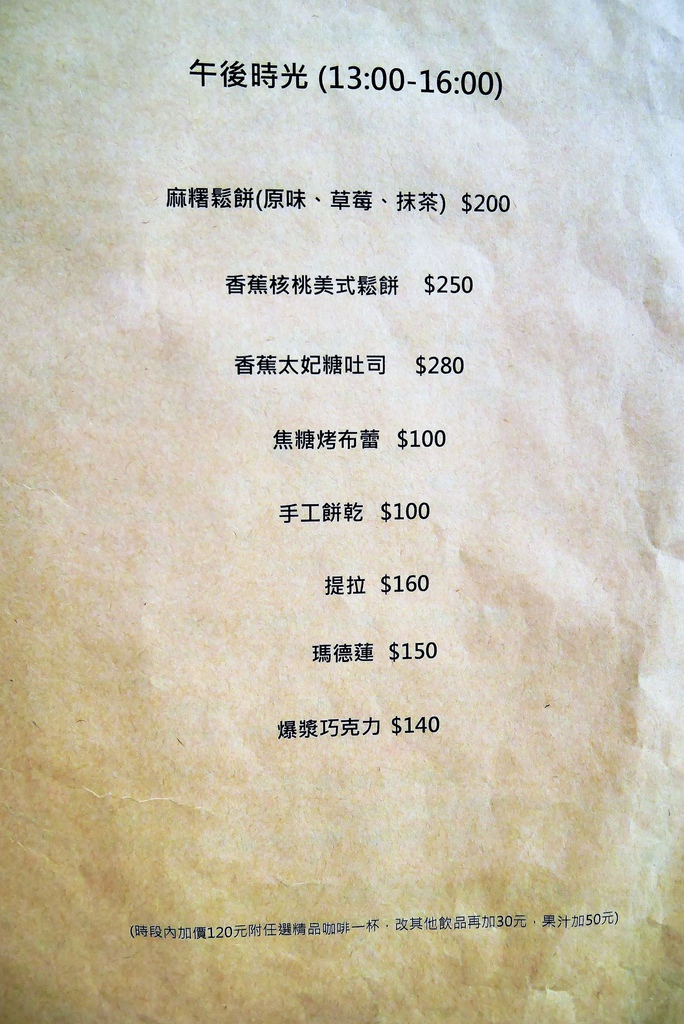 午後時光 (13:00-16:00)
麻糬鬆餅(原味、草莓、抹茶) $200
香蕉核桃美式鬆餅 $250
香蕉太妃糖吐司 $280
焦糖烤布蕾 $100
手工餅乾 $100
提拉 $160
瑪德蓮 $150
爆漿巧克力 $140
(時段內加價120元附任選精品咖啡一杯，改其他飲品再加30元，果汁加50元)